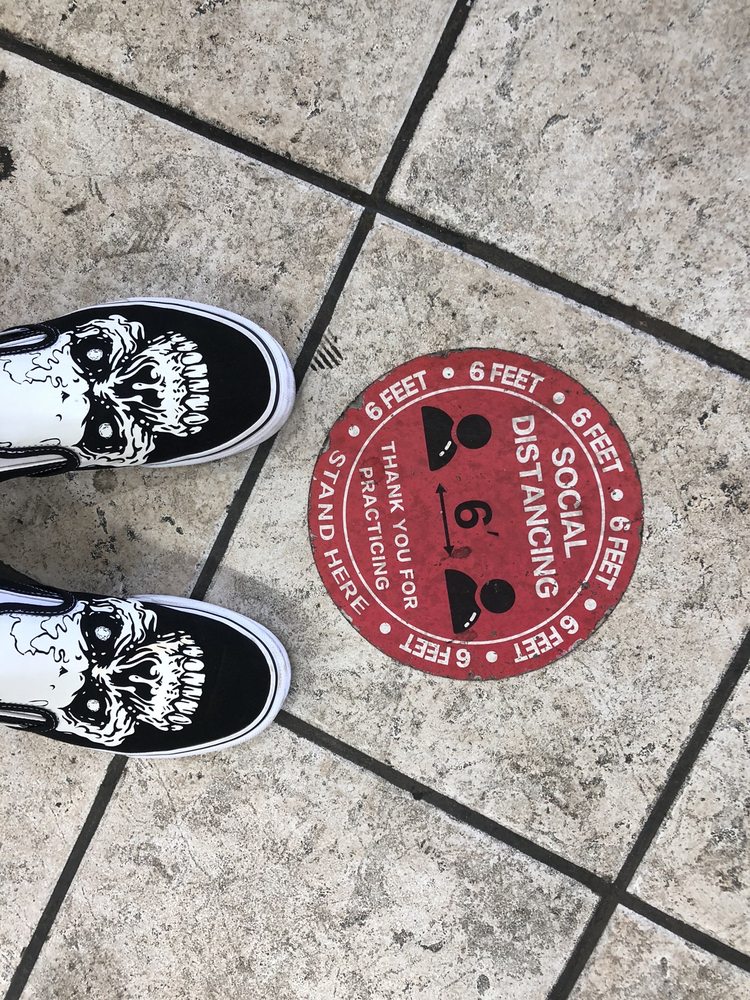 6 FEET • 6 FEET • 6 FEET • 6 FEET • 6 FEET • 6 FEET
SOCIAL
DISTANCING
6'
THANK YOU FOR
PRACTICING
STAND HERE